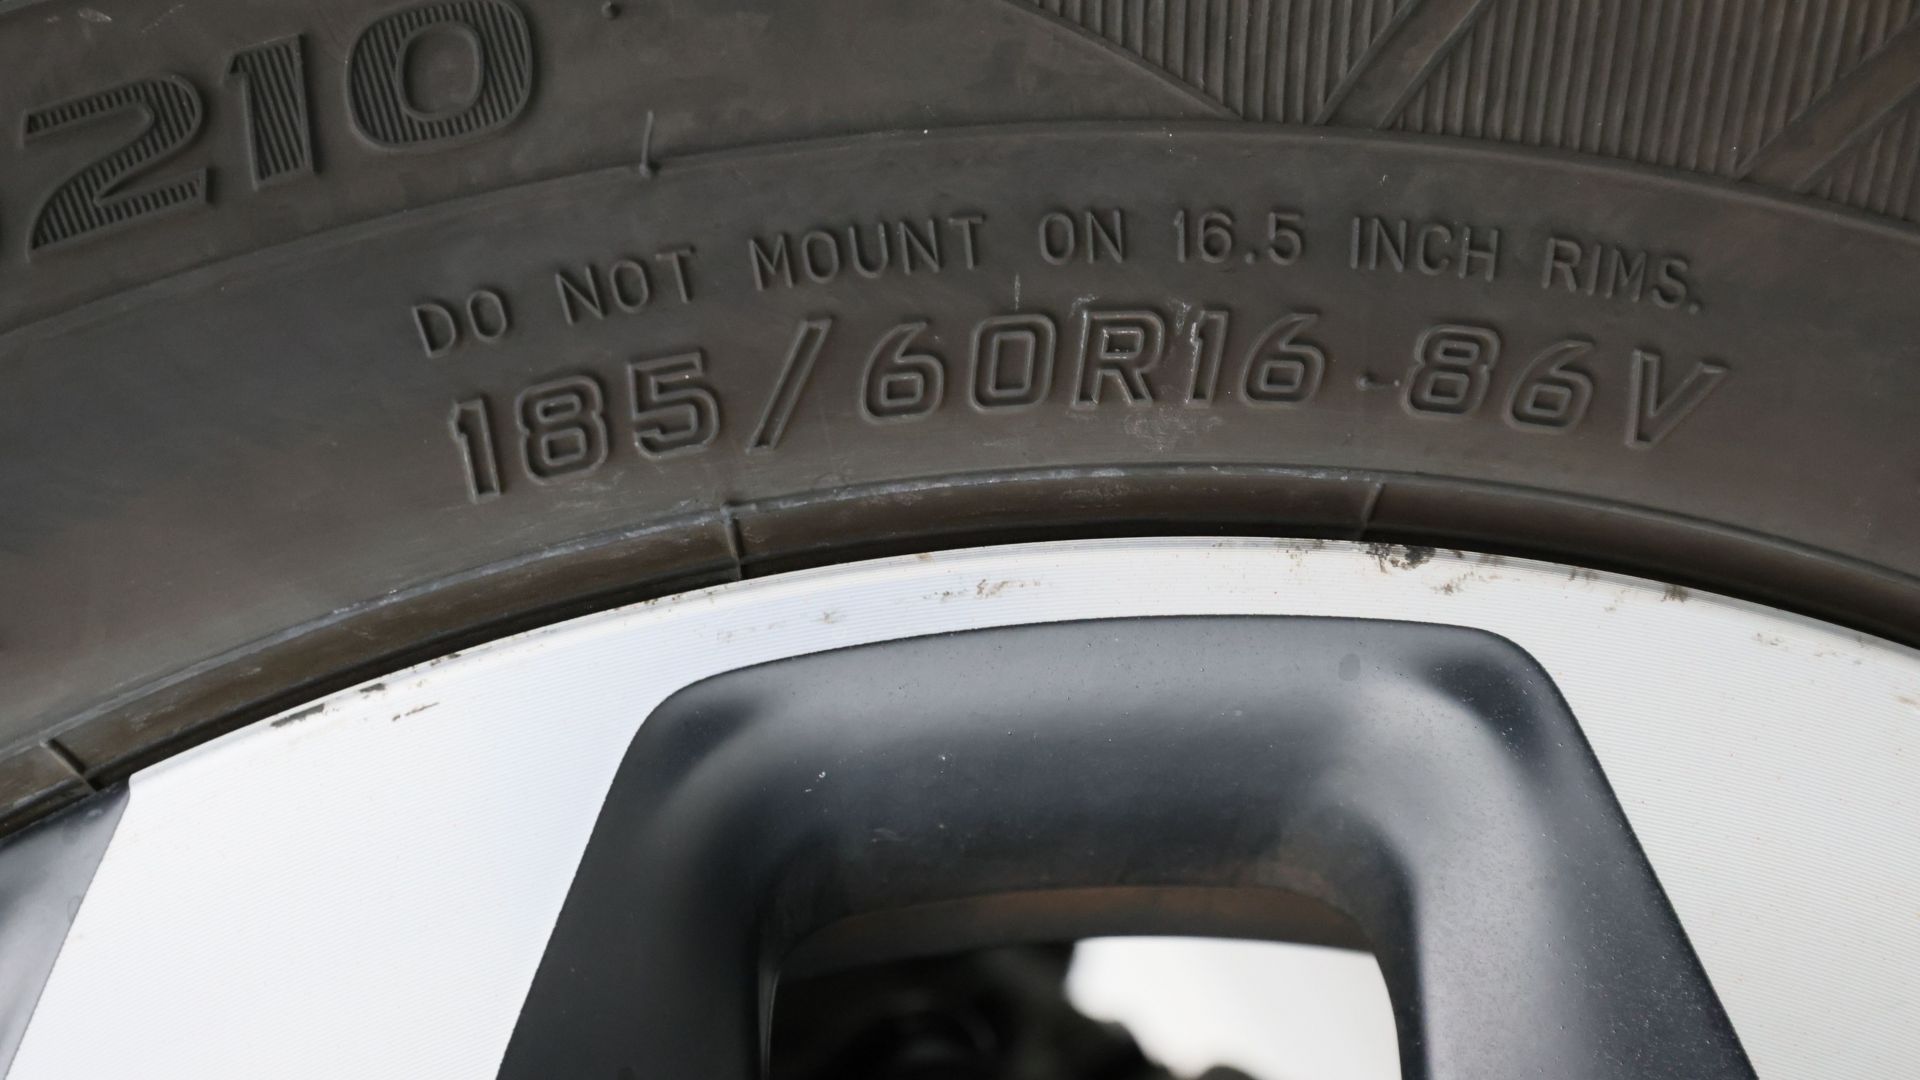 210
DO NOT MOUNT ON 16.5 INCH RIMS.
185/60R16 86V